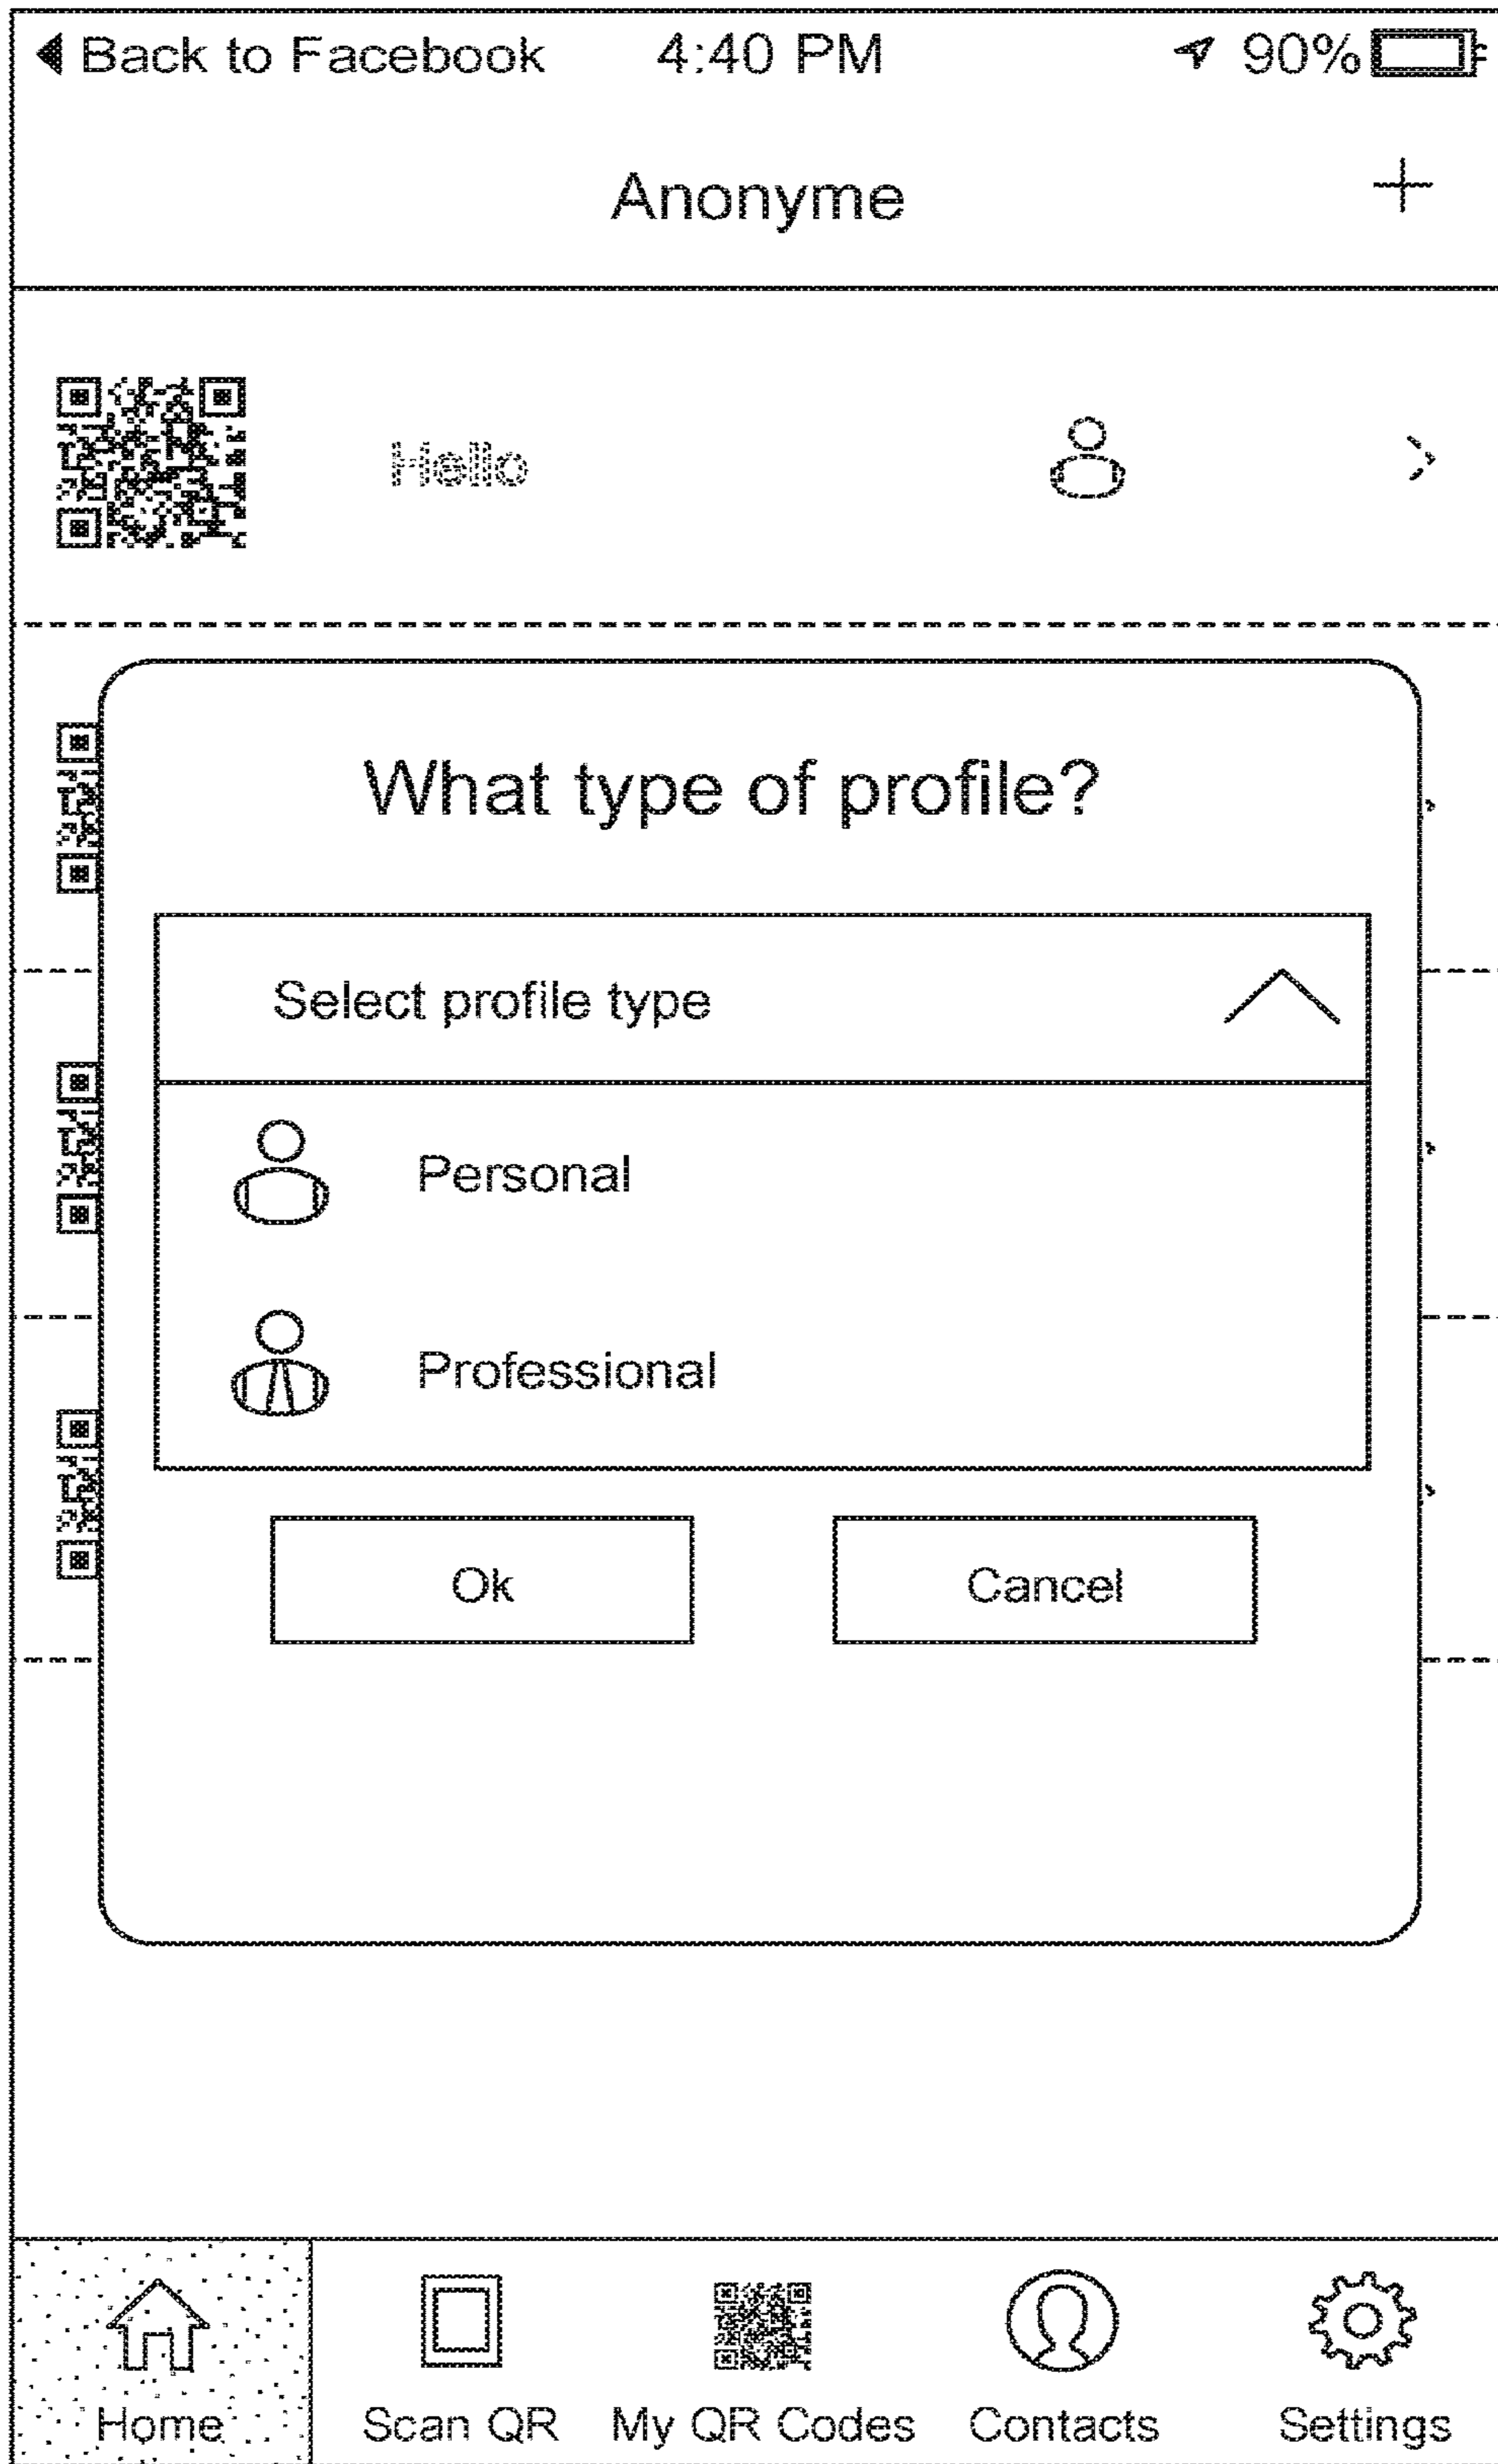 Back to Facebook 4:40 PM 90%
Anonyme +
Hello
What type of profile?
Select profile type
Personal
Professional
Ok Cancel
Home Scan QR My QR Codes Contacts Settings